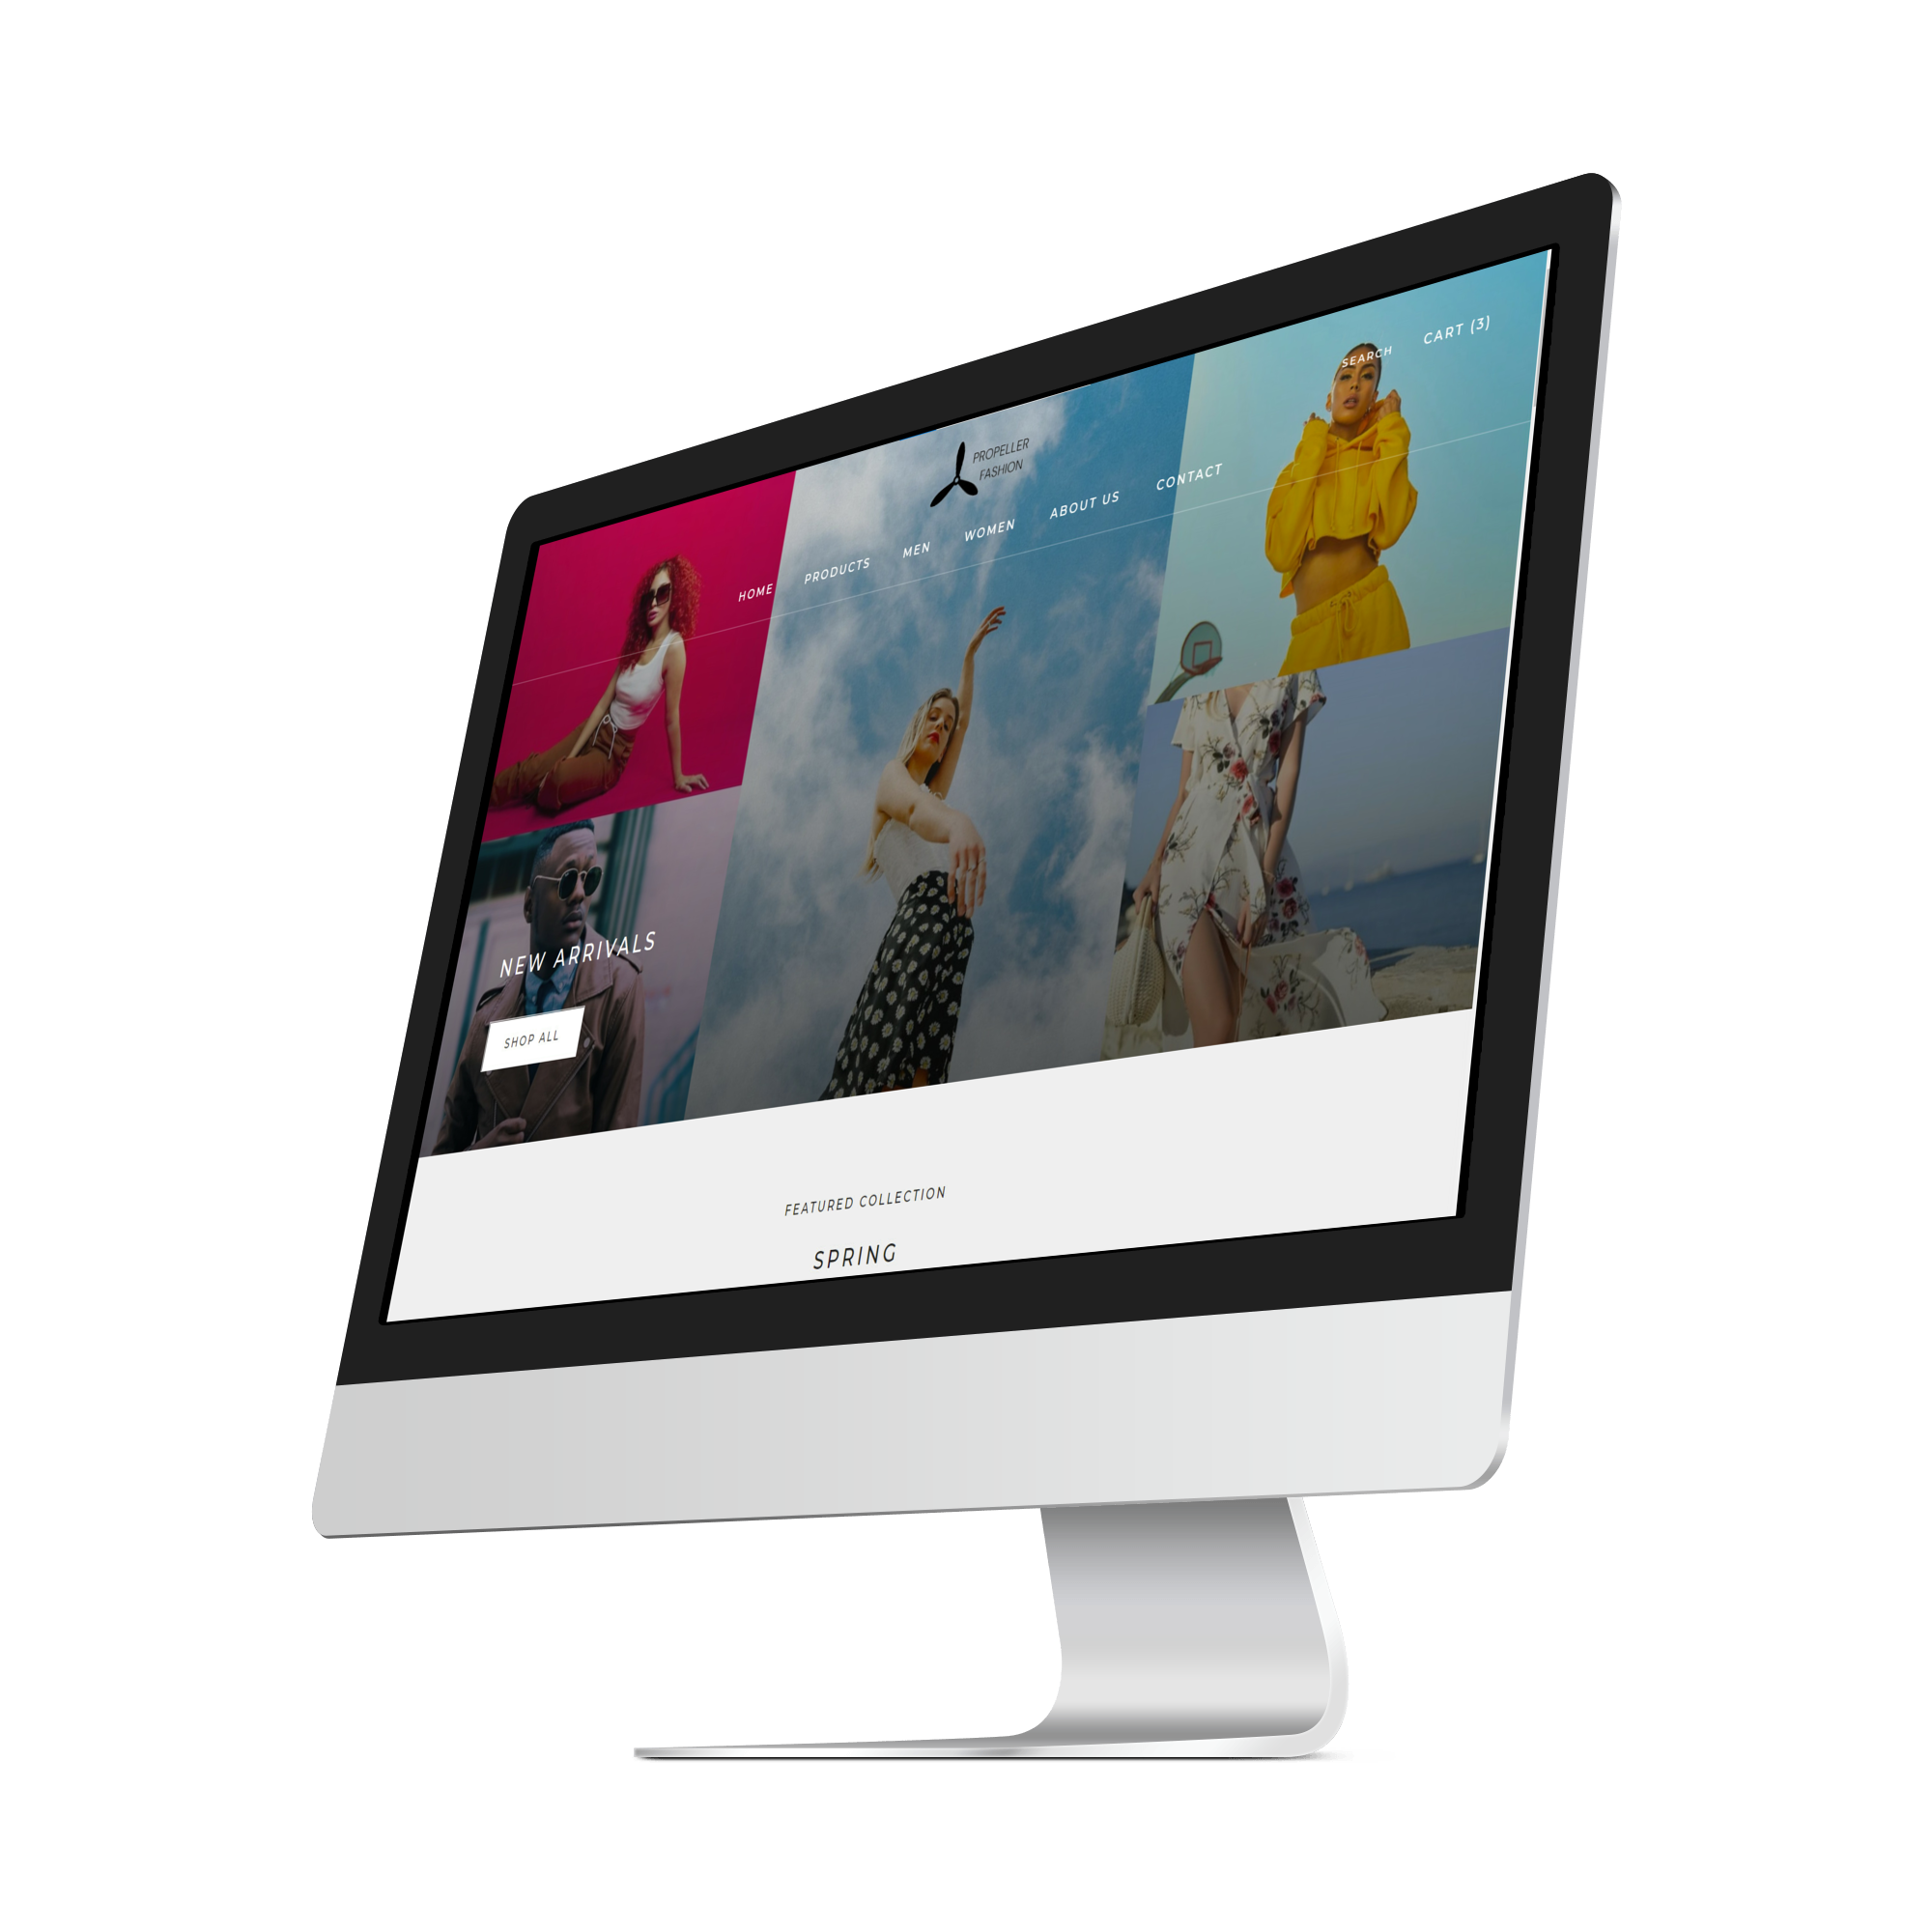 SEARCH
CART (3)
PROPELLER
FASHION
HOME PRODUCTS MEN WOMEN ABOUT US CONTACT
NEW ARRIVALS
SHOP ALL
FEATURED COLLECTION
SPRING